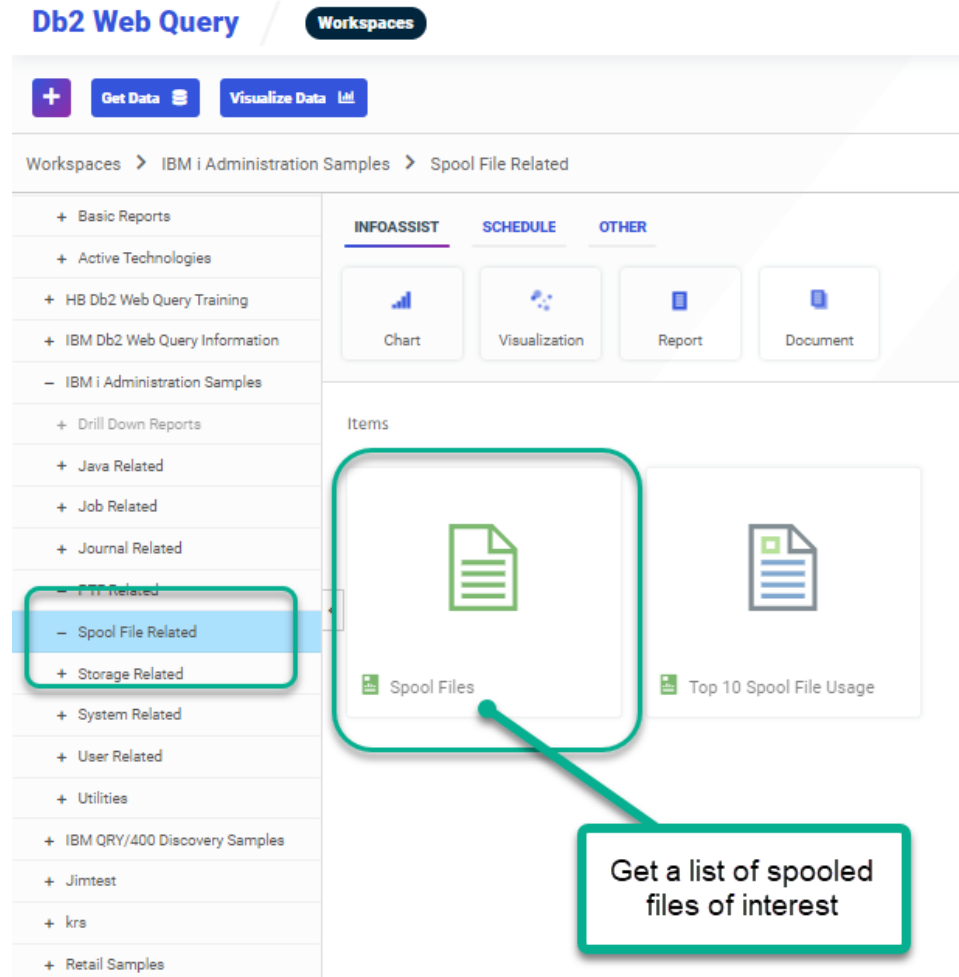 Db2 Web Query
Workspaces
+
Get Data
Visualize Data
Workspaces > IBM i Administration Samples > Spool File Related
+ Basic Reports
+ Active Technologies
+ HB Db2 Web Query Training
+ IBM Db2 Web Query Information
– IBM i Administration Samples
+ Drill Down Reports
+ Java Related
+ Job Related
+ Journal Related
– PTF Related
– Spool File Related
+ Storage Related
+ System Related
+ User Related
+ Utilities
+ IBM QRY/400 Discovery Samples
+ Jimtest
+ krs
+ Retail Samples
INFOASSIST SCHEDULE OTHER
Chart Visualization Report Document
Items
Spool Files
Top 10 Spool File Usage
Get a list of spooled
files of interest